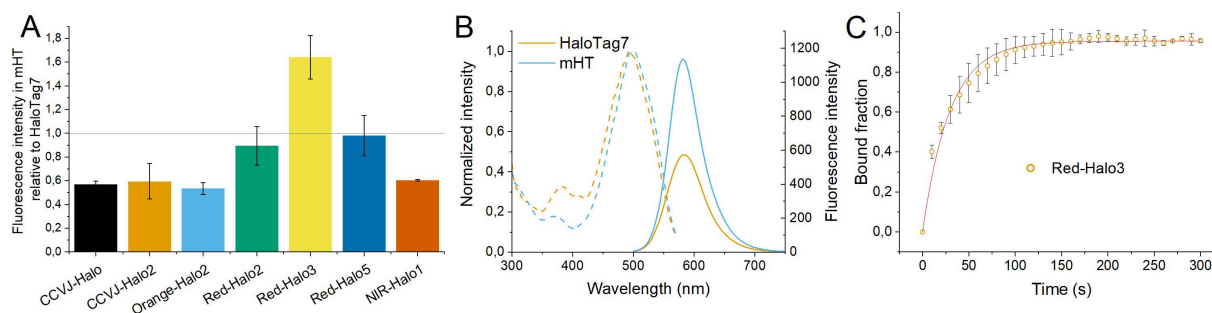 A
Fluorescence intensity in mHT
relative to HaloTag7
1,8
1,6
1,4
1,2
1,0
0,8
0,6
0,4
0,2
0,0
CCVJ-Halo
CCVJ-Halo2
Orange-Halo2
Red-Halo2
Red-Halo3
Red-Halo5
NIR-Halo1
B
HaloTag7
mHT
Normalized intensity
1,0
0,8
0,6
0,4
0,2
0,0
300
400
500
600
700
Wavelength (nm)
1200
1000
800
600
400
200
0
Fluorescence intensity
C
Bound fraction
1,0
0,8
0,6
0,4
0,2
0,0
Red-Halo3
0
50
100
150
200
250
300
Time (s)